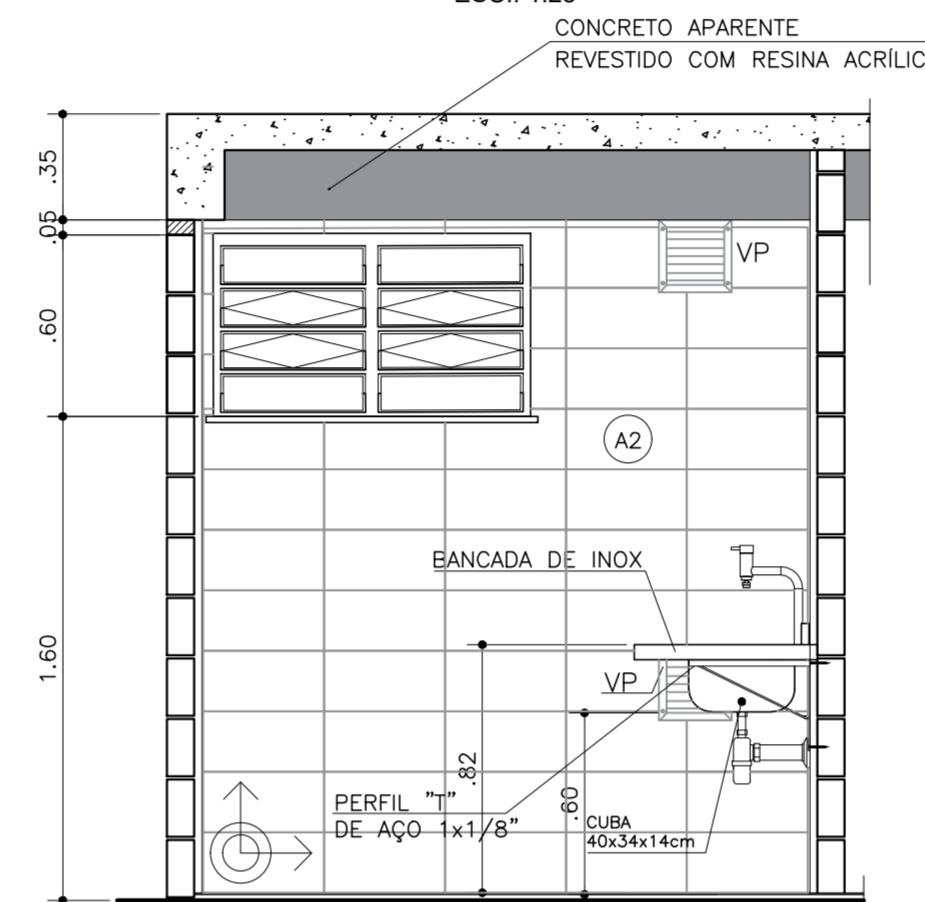 CONCRETO APARENTE
REVESTIDO COM RESINA ACRÍLIC
.35
.05
VP
.60
A2
BANCADA DE INOX
1.60
VP
.82
.60
PERFIL "T"
DE AÇO 1x1/8"
CUBA
40x34x14cm